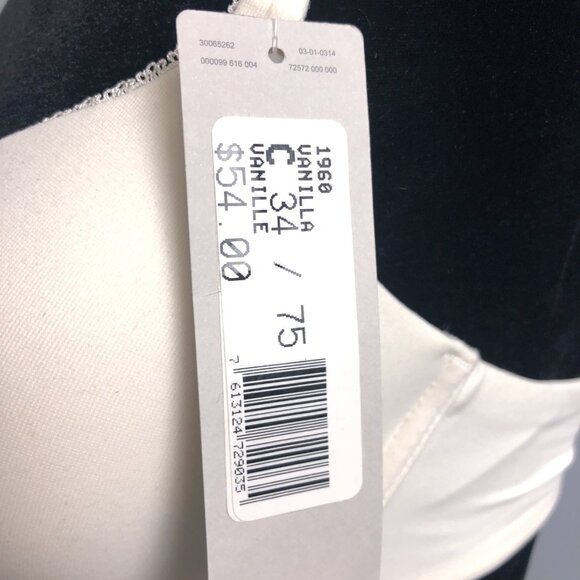 30065262 03-01-0314
000099 616 004 72572 000 000
1960
VANILLA
C 34 / 75
VANILLE
$54.00
7 613124 729035